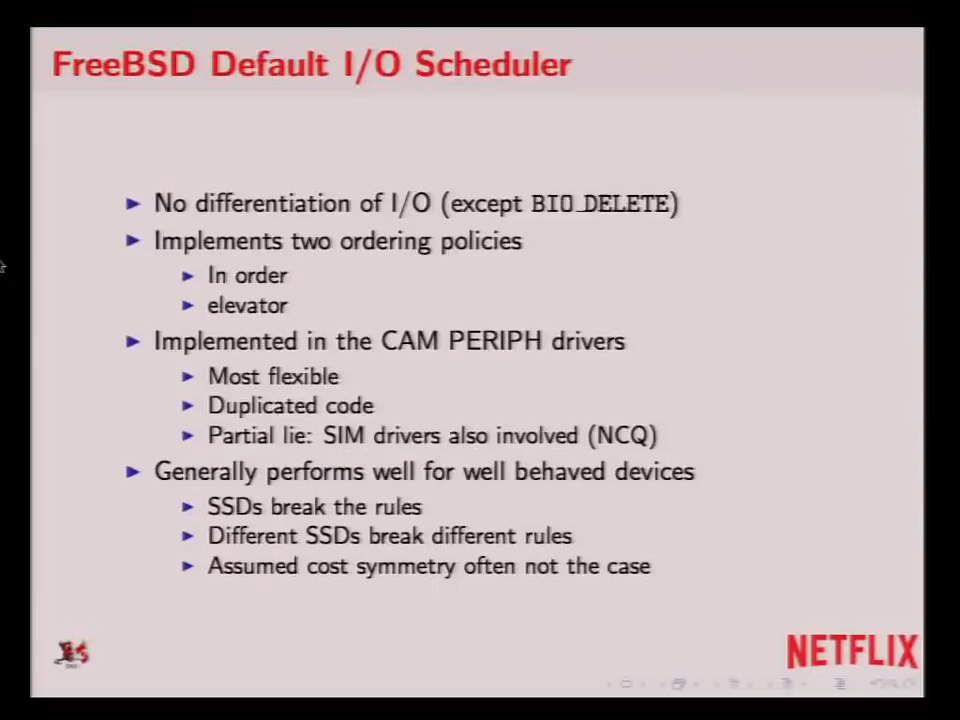 FreeBSD Default I/O Scheduler
No differentiation of I/O (except BIO_DELETE)
Implements two ordering policies
In order
elevator
Implemented in the CAM PERIPH drivers
Most flexible
Duplicated code
Partial lie: SIM drivers also involved (NCQ)
Generally performs well for well behaved devices
SSDs break the rules
Different SSDs break different rules
Assumed cost symmetry often not the case
NETFLIX